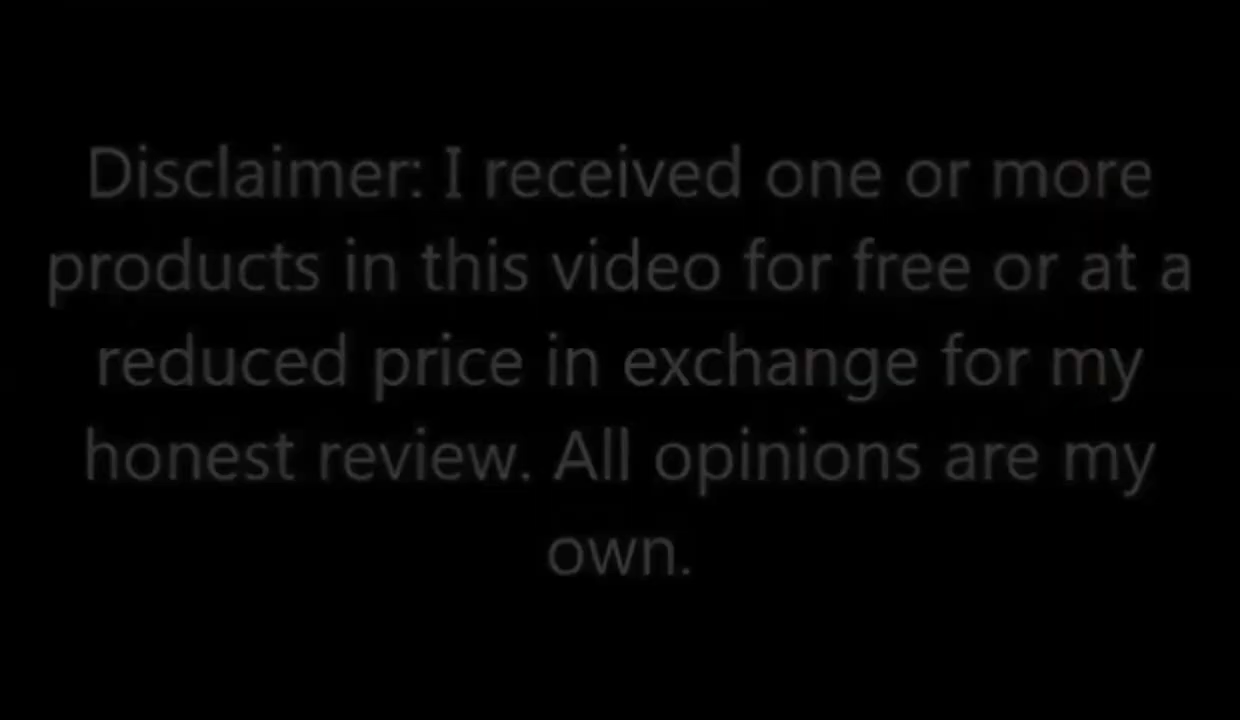 Disclaimer: I received one or more
products in this video for free or at a
reduced price in exchange for my
honest review. All opinions are my
own.